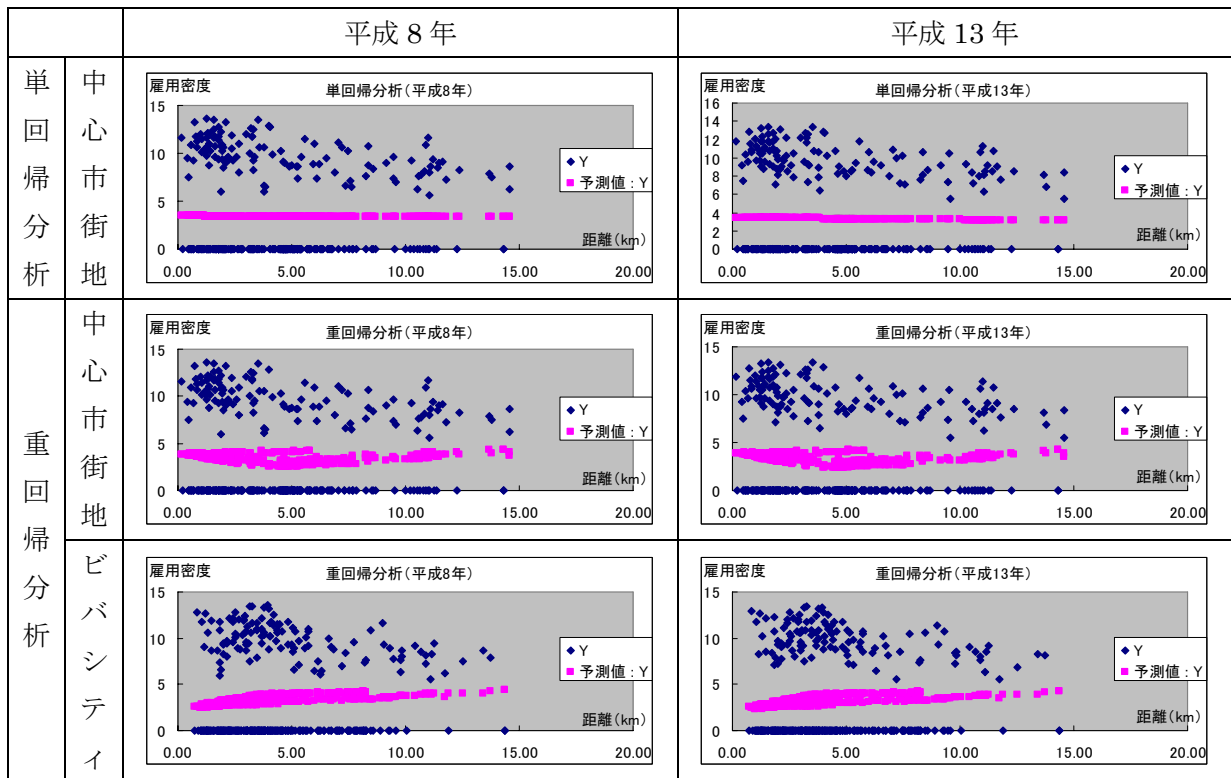 平成 8 年
平成 13 年
単回帰分析
中心市街地
雇用密度
単回帰分析(平成8年)
15
10
5
0
0.00 5.00 10.00 15.00 20.00
距離(km)
Y
予測値:Y
雇用密度
単回帰分析(平成13年)
16
14
12
10
8
6
4
2
0
0.00 5.00 10.00 15.00 20.00
距離(km)
Y
予測値:Y
重回帰分析
中心市街地
雇用密度
重回帰分析(平成8年)
15
10
5
0
0.00 5.00 10.00 15.00 20.00
距離(km)
Y
予測値:Y
雇用密度
重回帰分析(平成13年)
15
10
5
0
0.00 5.00 10.00 15.00 20.00
距離(km)
Y
予測値:Y
ビバシティ
雇用密度
重回帰分析(平成8年)
15
10
5
0
0.00 5.00 10.00 15.00 20.00
距離(km)
Y
予測値:Y
雇用密度
重回帰分析(平成13年)
15
10
5
0
0.00 5.00 10.00 15.00 20.00
距離(km)
Y
予測値:Y